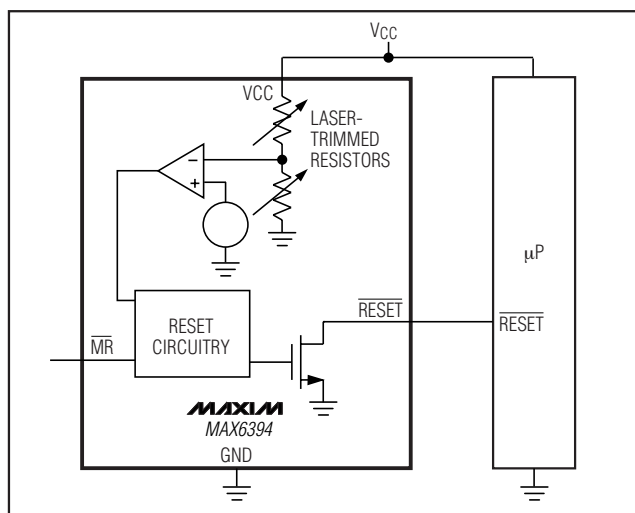 VCC
VCC
LASER-
TRIMMED
RESISTORS
−
+
μP
RESET
RESET
MR
RESET
CIRCUITRY
MAXIM
MAX6394
GND